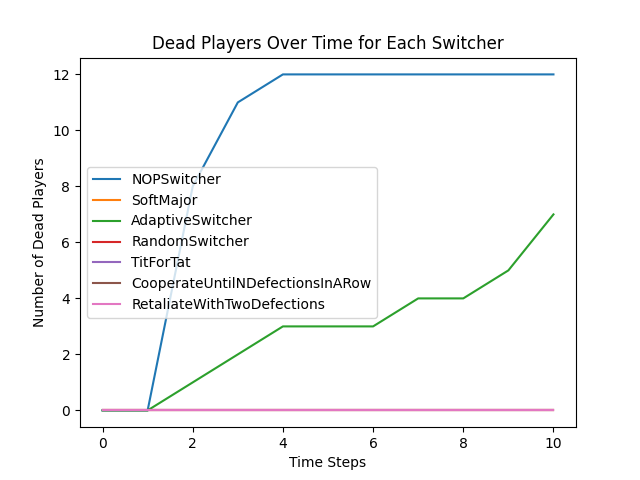 Dead Players Over Time for Each Switcher
Number of Dead Players
12
10
8
6
4
2
0
NOPSwitcher
SoftMajor
AdaptiveSwitcher
RandomSwitcher
TitForTat
CooperateUntilNDefectionsInARow
RetaliateWithTwoDefections
0 2 4 6 8 10
Time Steps